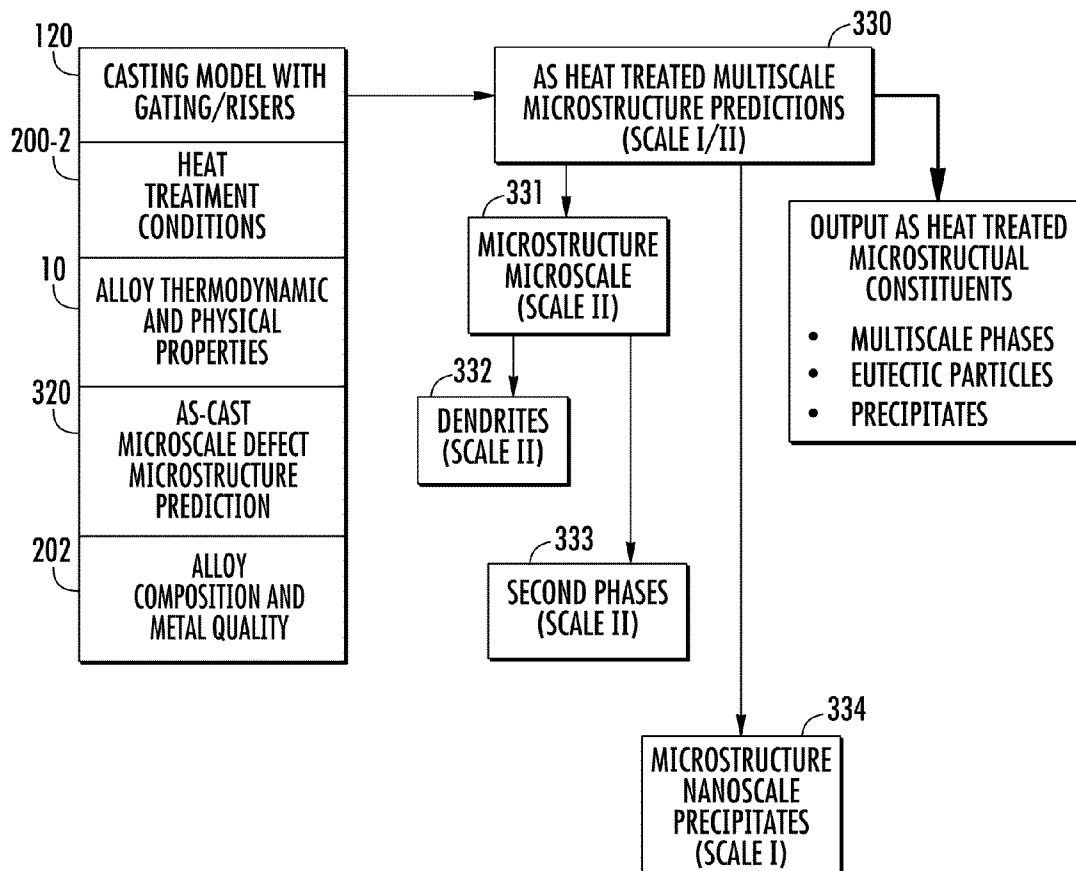 120
CASTING MODEL WITH
GATING/RISERS
200-2
HEAT
TREATMENT
CONDITIONS
10
ALLOY THERMODYNAMIC
AND PHYSICAL
PROPERTIES
320
AS-CAST
MICROSCALE DEFECT
MICROSTRUCTURE
PREDICTION
202
ALLOY
COMPOSITION AND
METAL QUALITY
330
AS HEAT TREATED MULTISCALE
MICROSTRUCTURE PREDICTIONS
(SCALE I/II)
331
MICROSTRUCTURE
MICROSCALE
(SCALE II)
332
DENDRITES
(SCALE II)
333
SECOND PHASES
(SCALE II)
334
MICROSTRUCTURE
NANOSCALE
PRECIPITATES
(SCALE I)
OUTPUT AS HEAT TREATED
MICROSTRUCTUAL
CONSTITUENTS
• MULTISCALE PHASES
• EUTECTIC PARTICLES
• PRECIPITATES